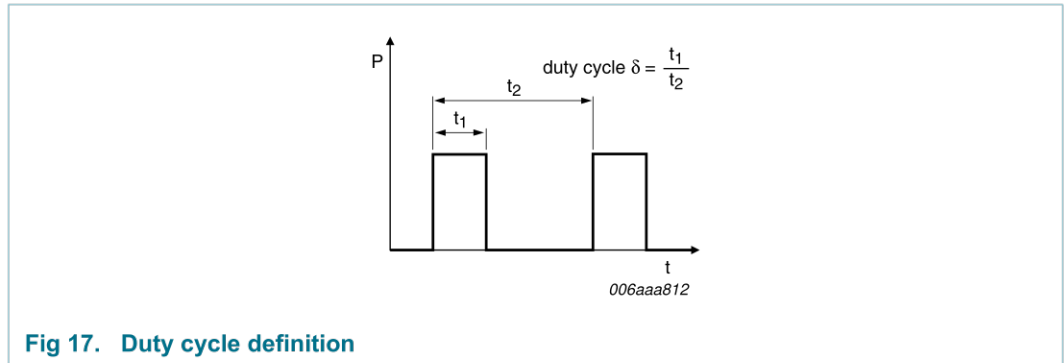 P
duty cycle δ = t1
t2
t2
t1
t
006aaa812
Fig 17. Duty cycle definition